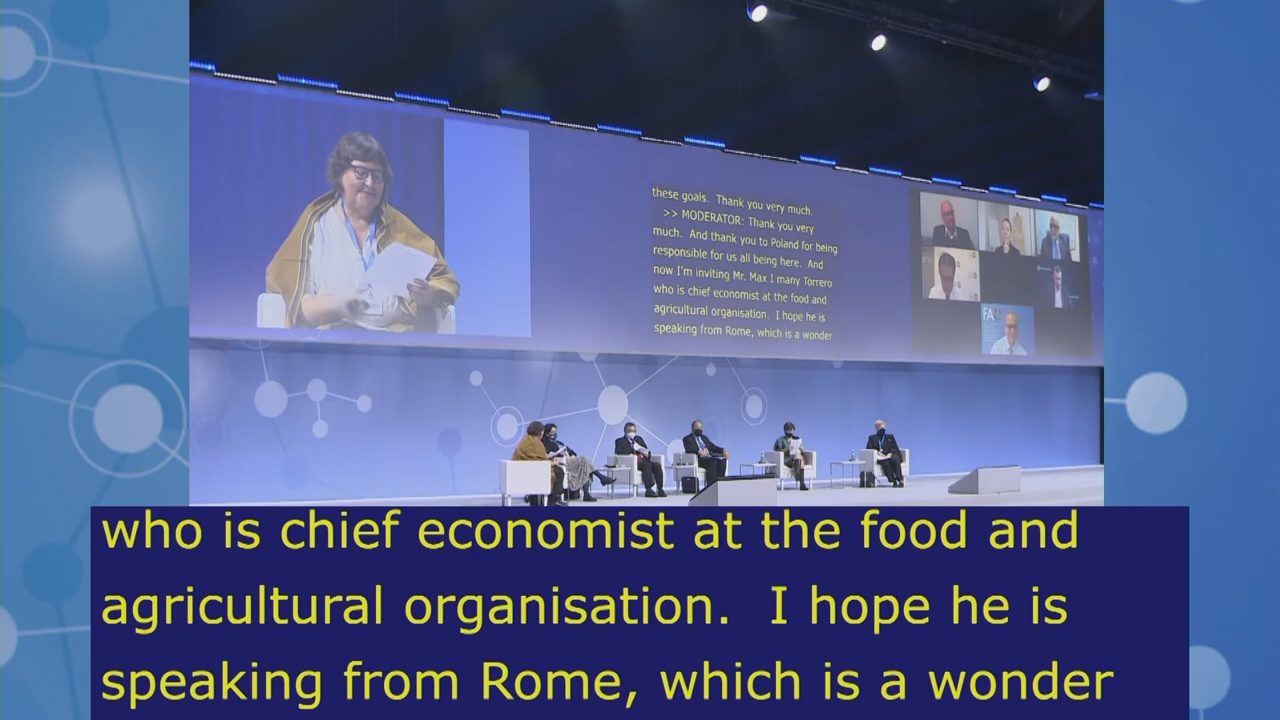 these goals.  Thank you very much.
>> MODERATOR: Thank you very
much.  And thank you to Poland for being
responsible for us all being here.  And
now I'm inviting Mr. Max I many Torrero
who is chief economist at the food and
agricultural organisation.  I hope he is
speaking from Rome, which is a wonder
FA
who is chief economist at the food and
agricultural organisation.  I hope he is
speaking from Rome, which is a wonder